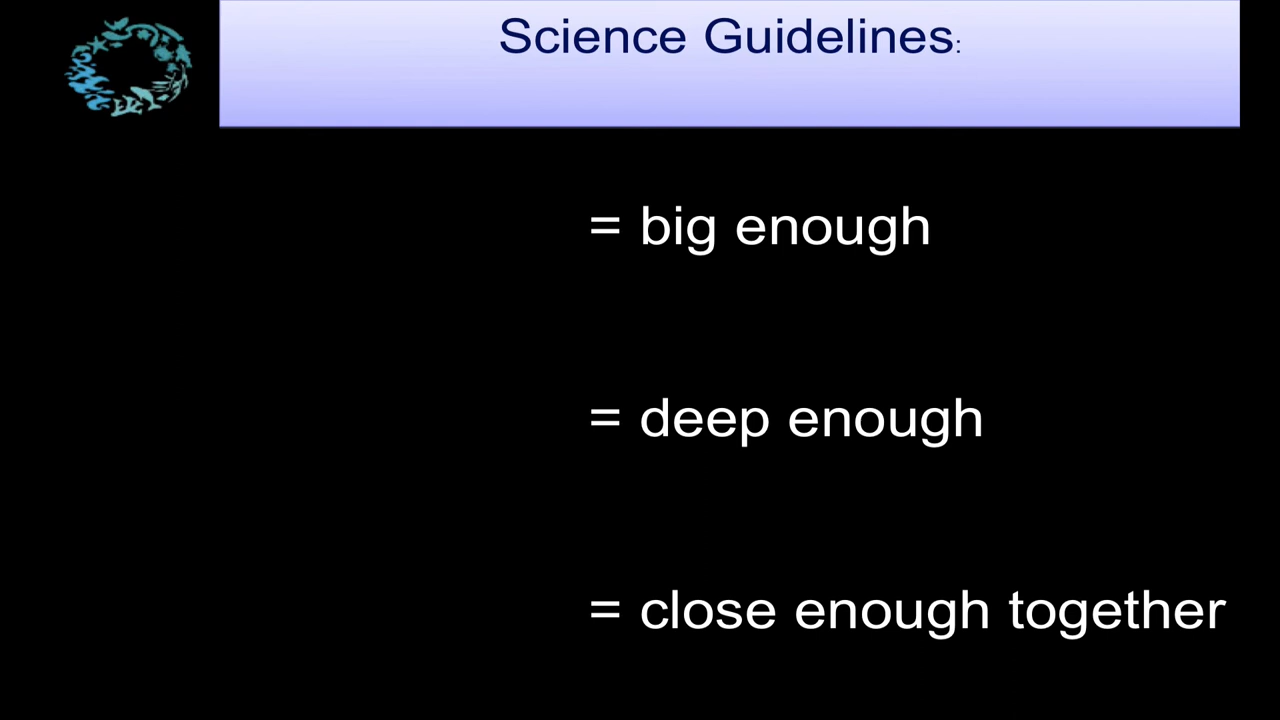 Science Guidelines:
= big enough
= deep enough
= close enough together